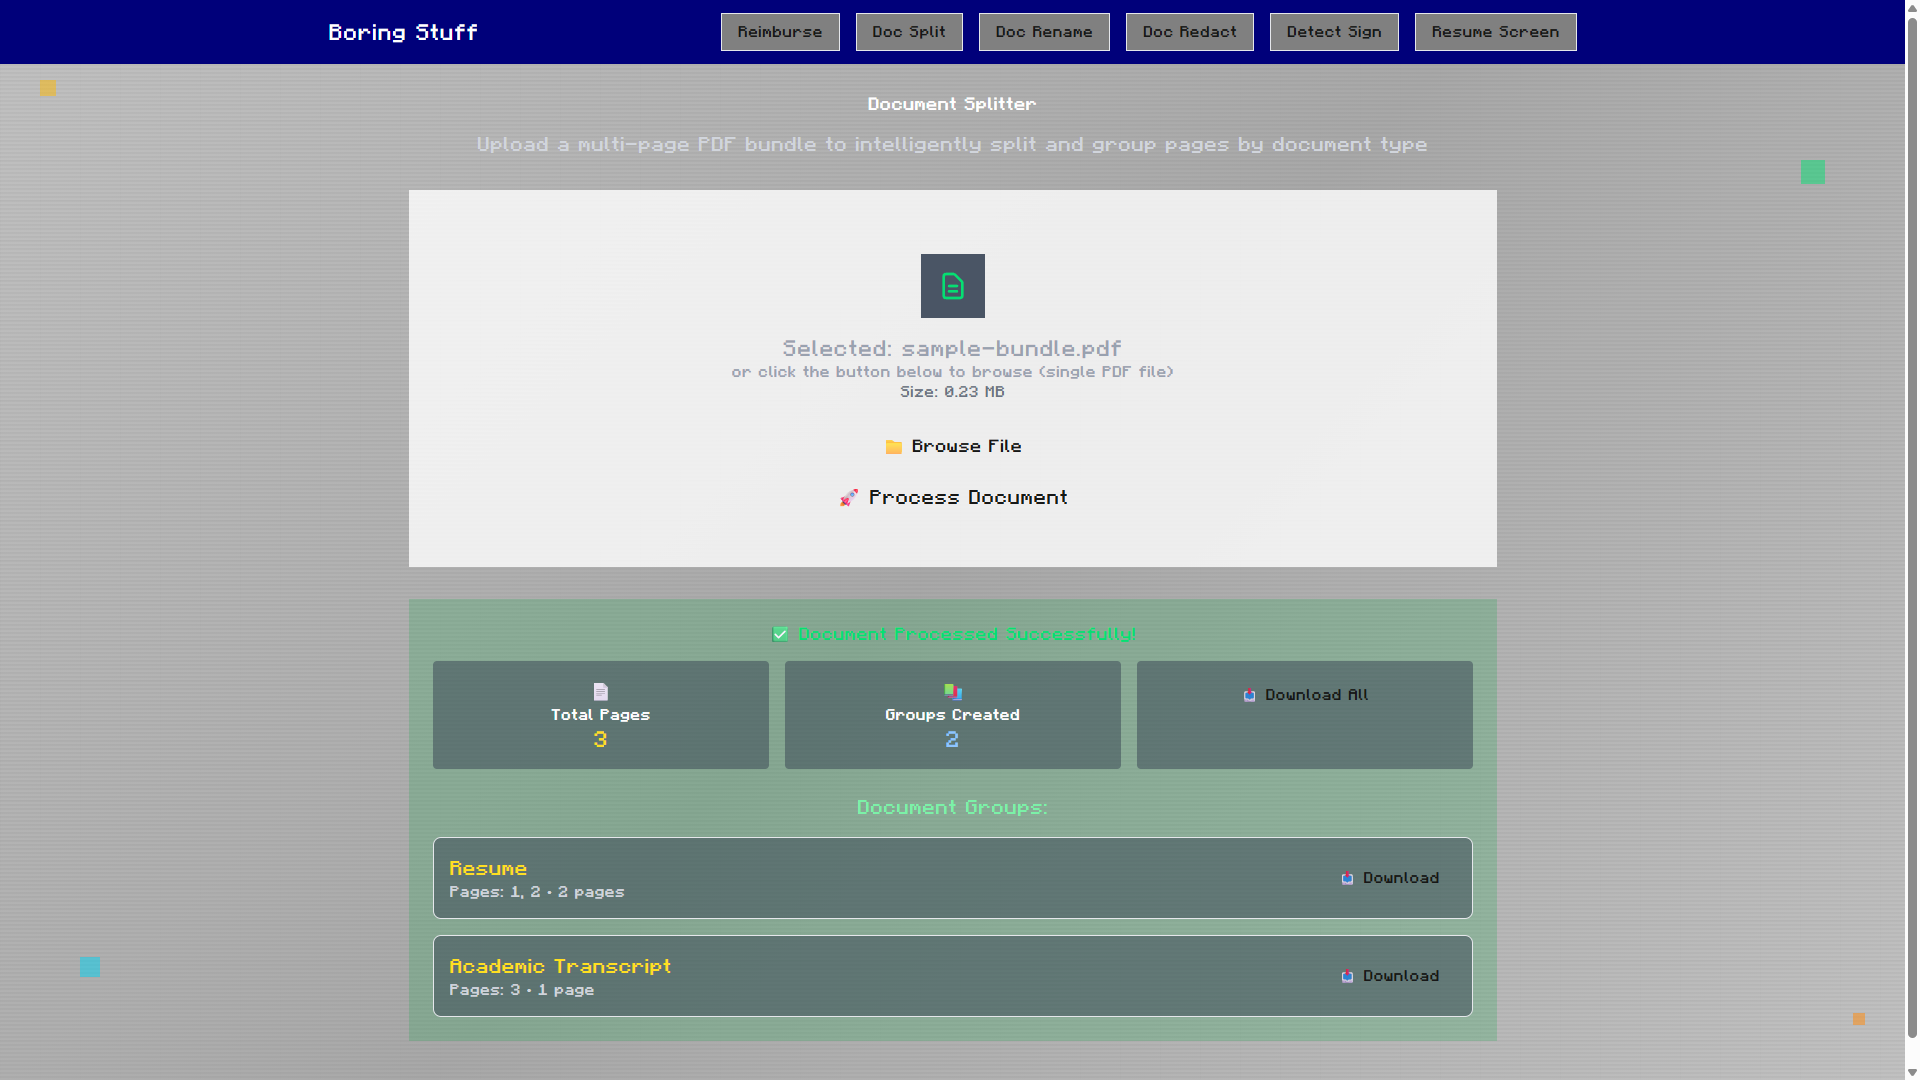 Boring Stuff
Reimburse
Doc Split
Doc Rename
Doc Redact
Detect Sign
Resume Screen
Document Splitter
Upload a multi-page PDF bundle to intelligently split and group pages by document type
Selected: sample-bundle.pdf
or click the button below to browse (single PDF file)
Size: 0.23 MB
Browse File
Process Document
Document Processed Successfully!
Total Pages
3
Groups Created
2
Download All
Document Groups:
Resume
Pages: 1, 2 • 2 pages
Download
Academic Transcript
Pages: 3 • 1 page
Download